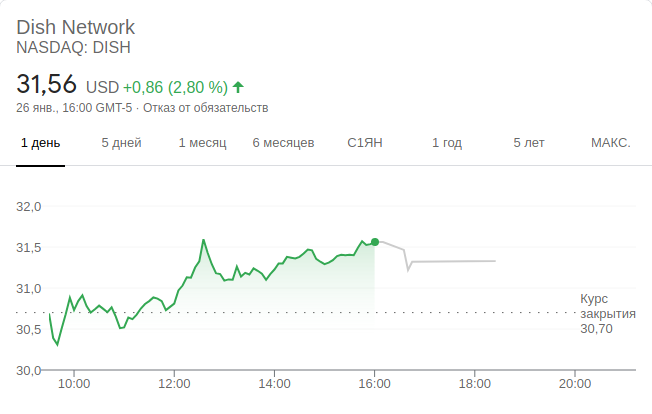 Dish Network
NASDAQ: DISH
31,56 USD +0,86 (2,80 %)
26 янв., 16:00 GMT-5 · Отказ от обязательств
1 день 5 дней 1 месяц 6 месяцев С1ЯН 1 год 5 лет МАКС.
32,0
31,5
31,0
Курс
закрытия
30,70
30,5
30,0
10:00 12:00 14:00 16:00 18:00 20:00